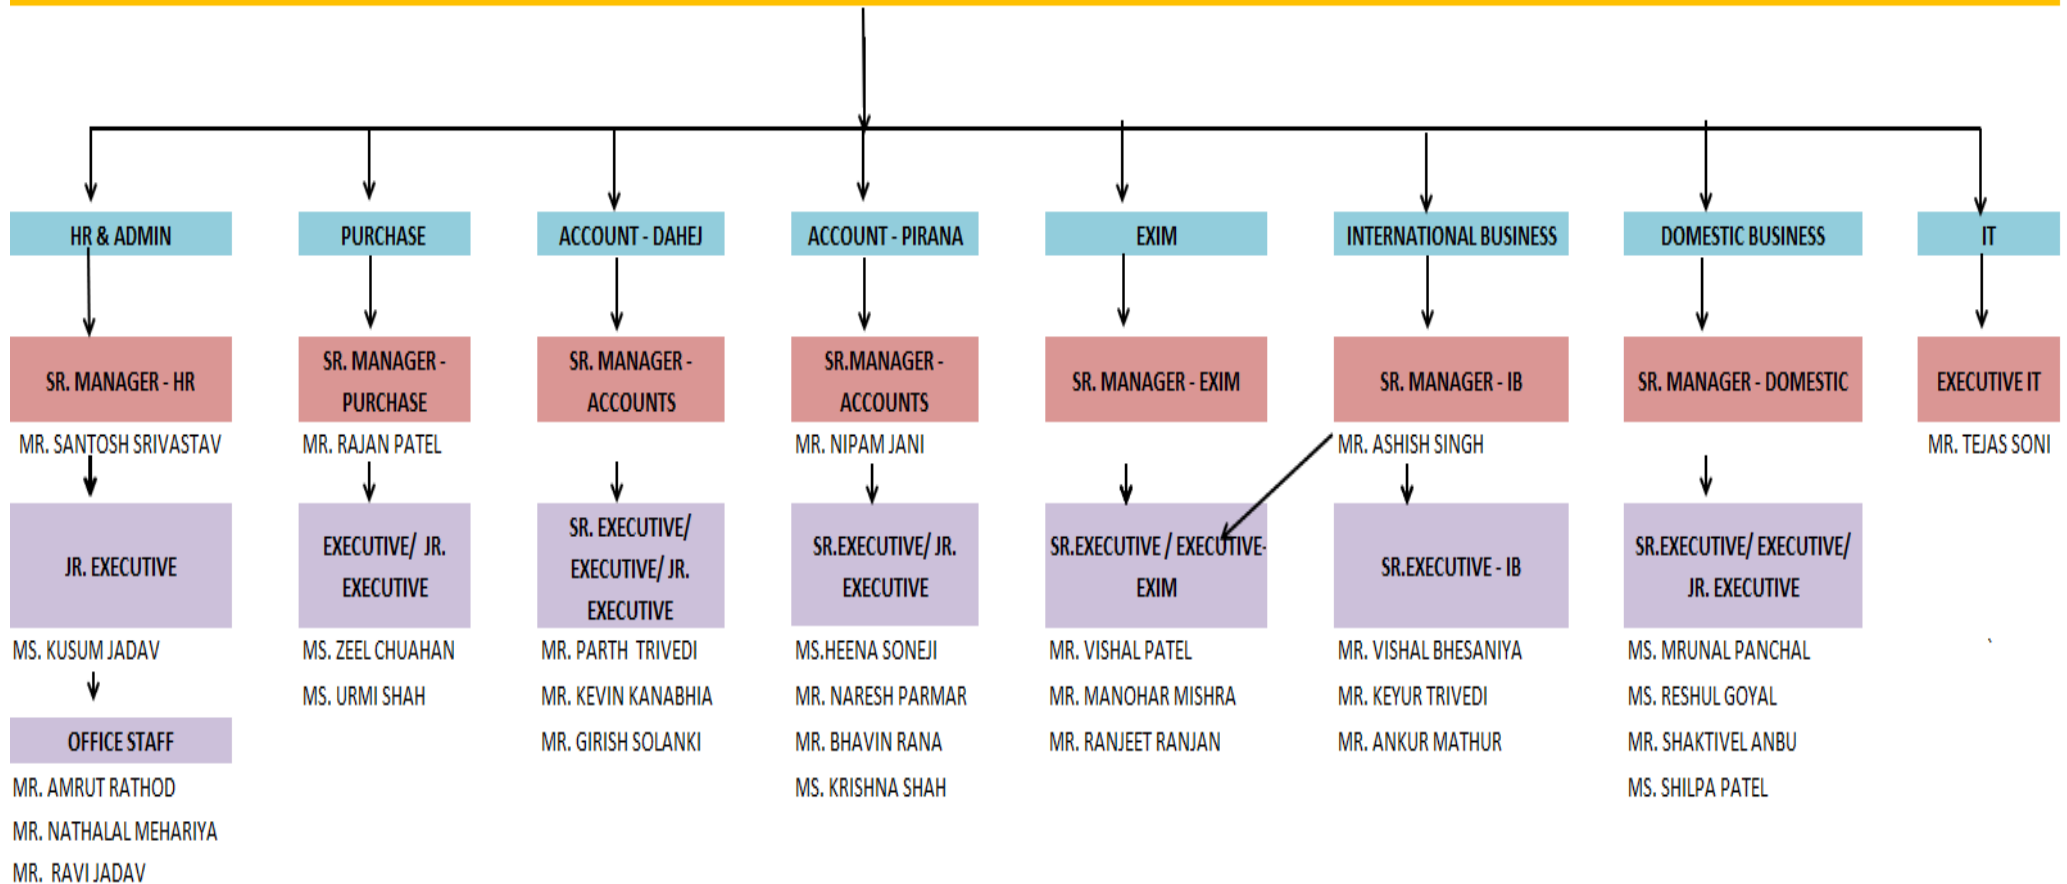 HR & ADMIN
PURCHASE
ACCOUNT - DAHEJ
ACCOUNT - PIRANA
EXIM
INTERNATIONAL BUSINESS
DOMESTIC BUSINESS
IT
SR. MANAGER - HR
SR. MANAGER -
PURCHASE
SR. MANAGER -
ACCOUNTS
SR.MANAGER -
ACCOUNTS
SR. MANAGER - EXIM
SR. MANAGER - IB
SR. MANAGER - DOMESTIC
EXECUTIVE IT
MR. SANTOSH SRIVASTAV
MR. RAJAN PATEL
MR. NIPAM JANI
MR. ASHISH SINGH
MR. TEJAS SONI
JR. EXECUTIVE
EXECUTIVE/ JR.
EXECUTIVE
SR. EXECUTIVE/
EXECUTIVE/ JR.
EXECUTIVE
SR.EXECUTIVE/ JR.
EXECUTIVE
SR.EXECUTIVE / EXECUTIVE-
EXIM
SR.EXECUTIVE - IB
SR.EXECUTIVE/ EXECUTIVE/
JR. EXECUTIVE
MS. KUSUM JADAV
OFFICE STAFF
MR. AMRUT RATHOD
MR. NATHALAL MEHARIYA
MR. RAVI JADAV
MS. ZEEL CHUAHAN
MS. URMI SHAH
MR. PARTH TRIVEDI
MR. KEVIN KANABHIA
MR. GIRISH SOLANKI
MS.HEENA SONEJI
MR. NARESH PARMAR
MR. BHAVIN RANA
MS. KRISHNA SHAH
MR. VISHAL PATEL
MR. MANOHAR MISHRA
MR. RANJEET RANJAN
MR. VISHAL BHESANIYA
MR. KEYUR TRIVEDI
MR. ANKUR MATHUR
MS. MRUNAL PANCHAL
MS. RESHUL GOYAL
MR. SHAKTIVEL ANBU
MS. SHILPA PATEL
`